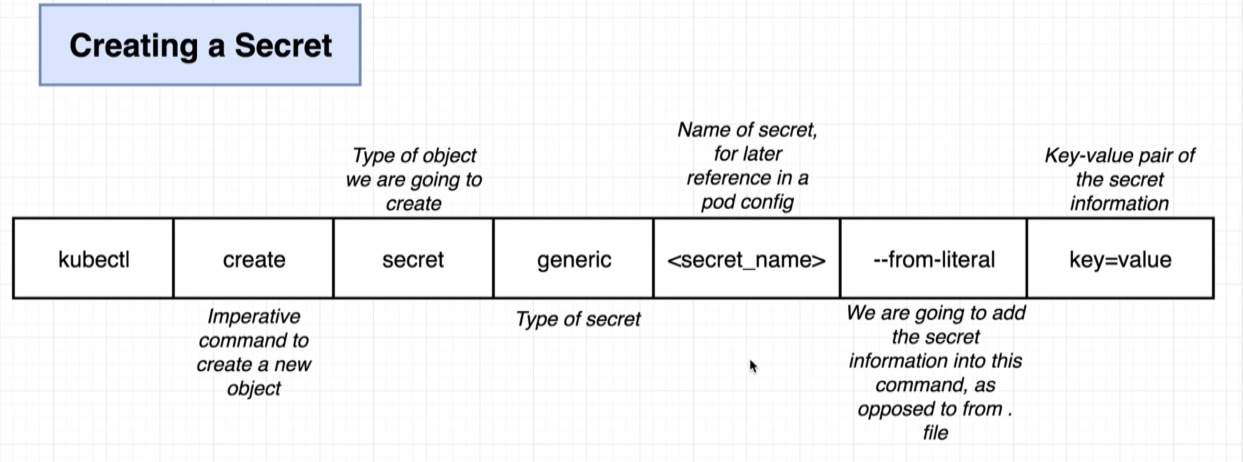 Creating a Secret
Type of object
we are going to
create
Name of secret,
for later
reference in a
pod config
Key-value pair of
the secret
information
kubectl
create
secret
generic
<secret_name>
--from-literal
key=value
Imperative
command to
create a new
object
Type of secret
We are going to add
the secret
information into this
command, as
opposed to from .
file